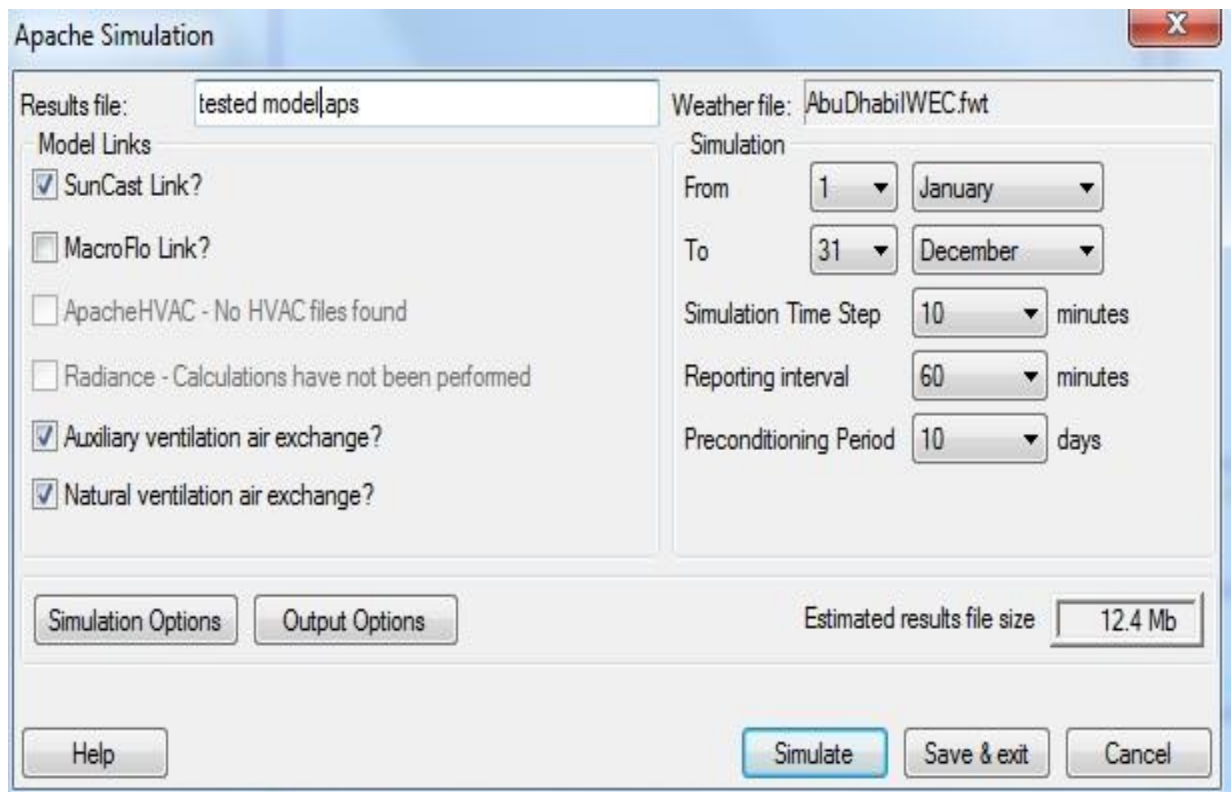 Apache Simulation
X
Results file: tested model.aps Weather file: AbuDhabiIWEC.fwt
Model Links
SunCast Link?
MacroFlo Link?
ApacheHVAC - No HVAC files found
Radiance - Calculations have not been performed
Auxiliary ventilation air exchange?
Natural ventilation air exchange?
Simulation
From 1 January
To 31 December
Simulation Time Step 10 minutes
Reporting interval 60 minutes
Preconditioning Period 10 days
Simulation Options Output Options Estimated results file size 12.4 Mb
Help Simulate Save & exit Cancel